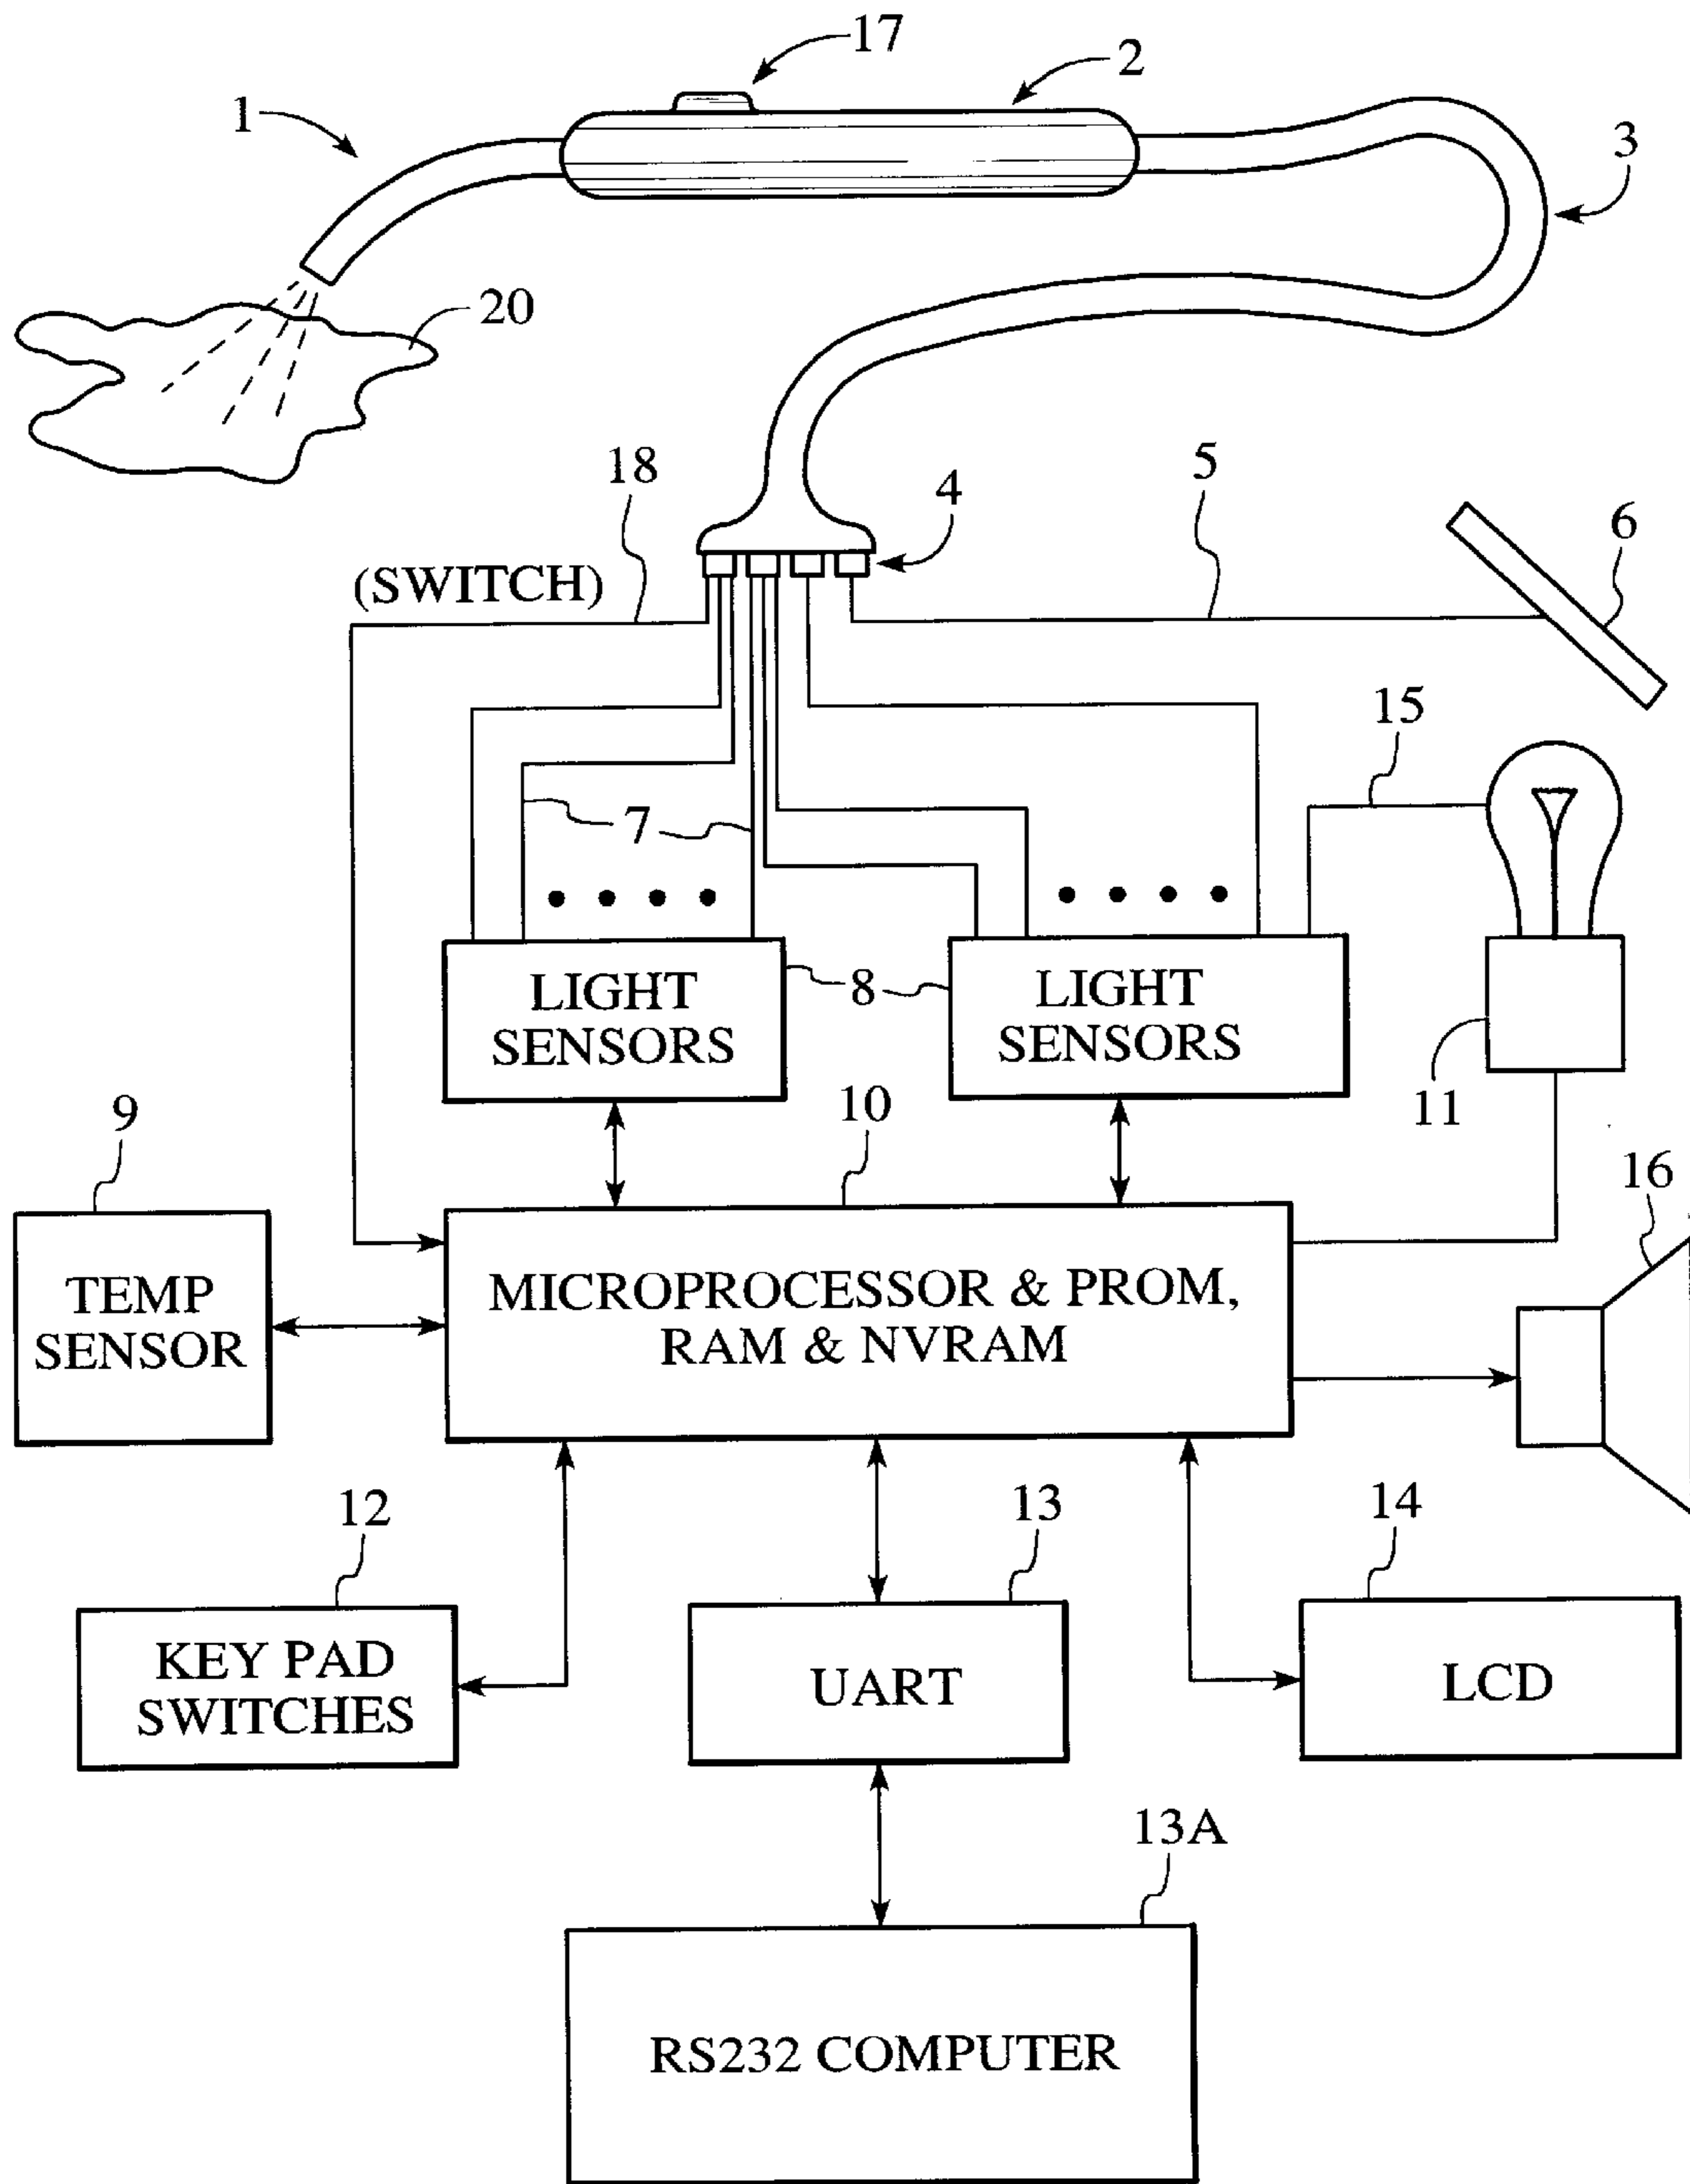 17
2
1
3
20
18
4
5
6
(SWITCH)
15
7
8
LIGHT
SENSORS
LIGHT
SENSORS
11
9
10
16
TEMP
SENSOR
MICROPROCESSOR & PROM,
RAM & NVRAM
12
13
14
KEY PAD
SWITCHES
UART
LCD
13A
RS232 COMPUTER